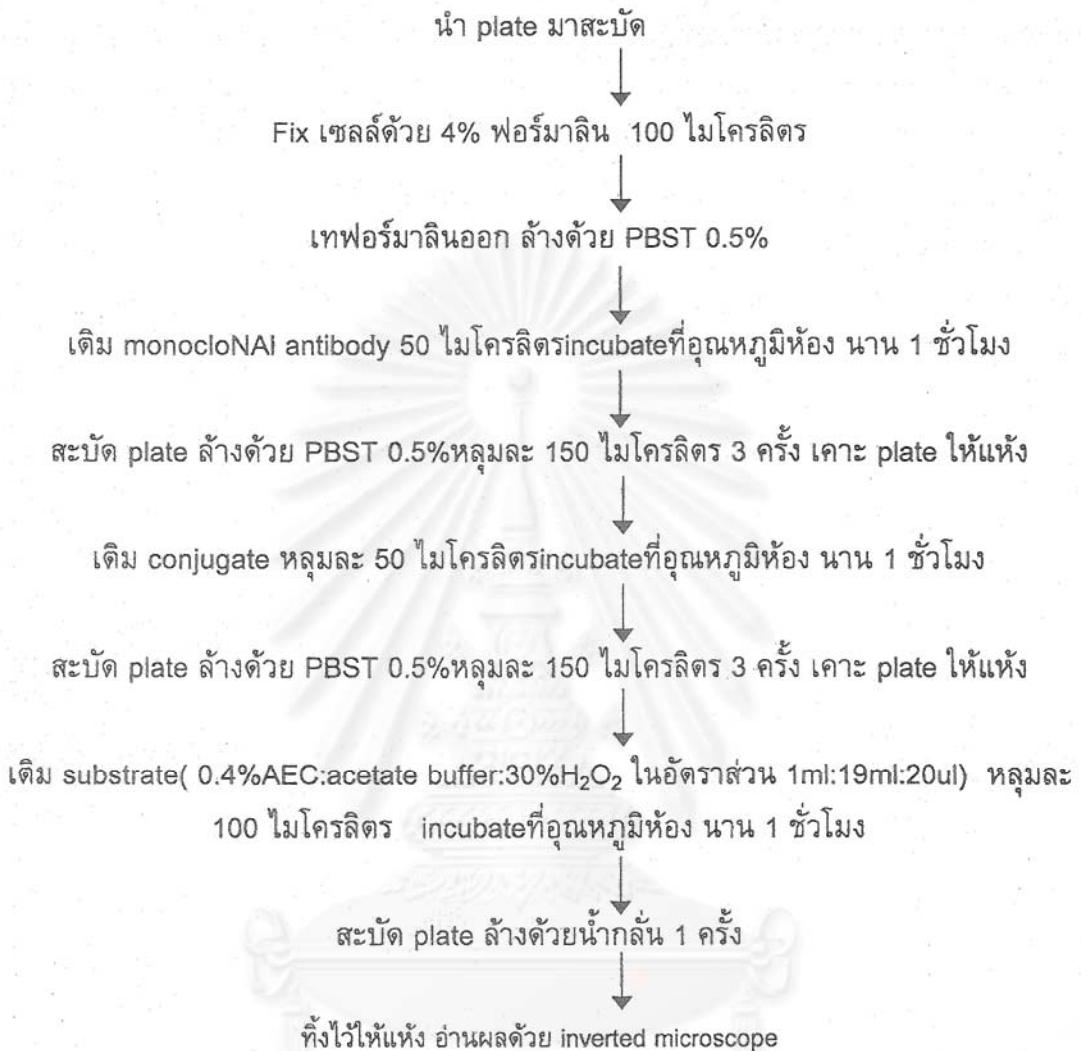 นำ plate มาสะบัด
Fix เซลล์ด้วย 4% ฟอร์มาลิน 100 ไมโครลิตร
เทฟอร์มาลินออก ล้างด้วย PBST 0.5%
เติม monocloNAl antibody 50 ไมโครลิตรincubateที่อุณหภูมิห้อง นาน 1 ชั่วโมง
สะบัด plate ล้างด้วย PBST 0.5%หลุมละ 150 ไมโครลิตร 3 ครั้ง เคาะ plate ให้แห้ง
เติม conjugate หลุมละ 50 ไมโครลิตรincubateที่อุณหภูมิห้อง นาน 1 ชั่วโมง
สะบัด plate ล้างด้วย PBST 0.5%หลุมละ 150 ไมโครลิตร 3 ครั้ง เคาะ plate ให้แห้ง
เติม substrate( 0.4%AEC:acetate buffer:30%H₂O₂ ในอัตราส่วน 1ml:19ml:20ul) หลุมละ
100 ไมโครลิตร incubateที่อุณหภูมิห้อง นาน 1 ชั่วโมง
สะบัด plate ล้างด้วยน้ำกลั่น 1 ครั้ง
ทิ้งไว้ให้แห้ง อ่านผลด้วย inverted microscope